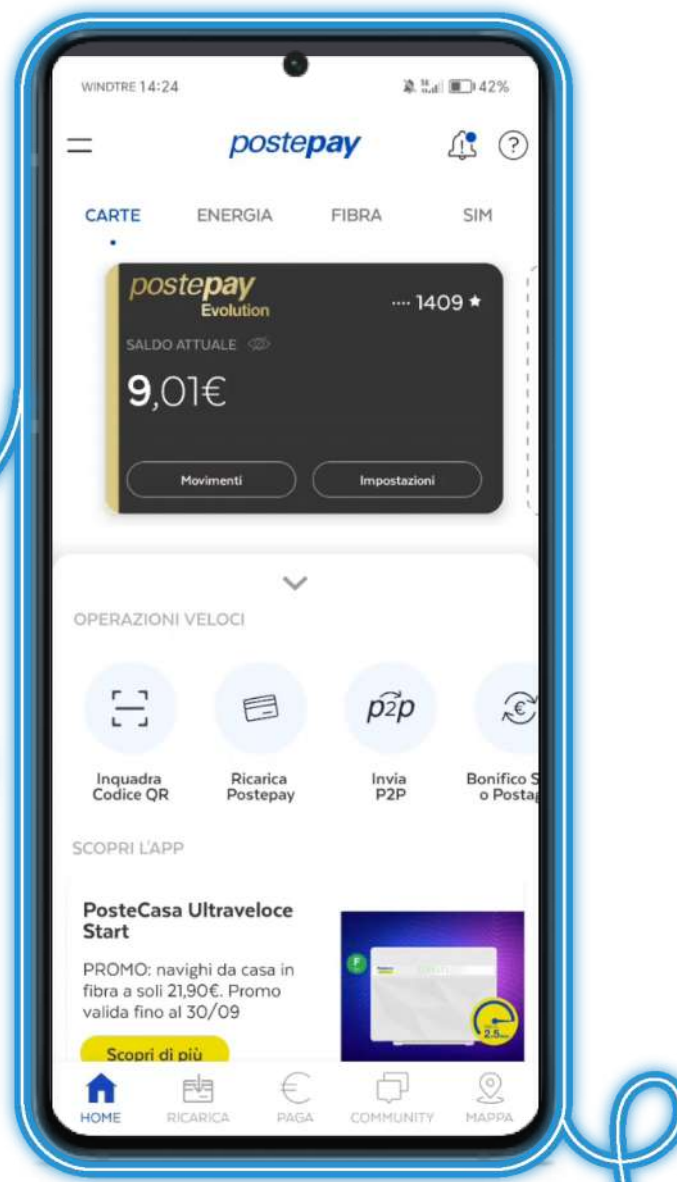 WINDTRE 14:24
42%
postepay
?
CARTE ENERGIA FIBRA SIM
postepay
Evolution
.... 1409 ★
SALDO ATTUALE
9,01€
Movimenti Impostazioni
OPERAZIONI VELOCI
p2p
€
Inquadra
Codice QR
Ricarica
Postepay
Invia
P2P
Bonifico S
o Postag
SCOPRI L'APP
PosteCasa Ultraveloce
Start
PROMO: navighi da casa in
fibra a soli 21,90€. Promo
valida fino al 30/09
Scopri di più
F
2.5
HOME RICARICA PAGA COMMUNITY MAPPA